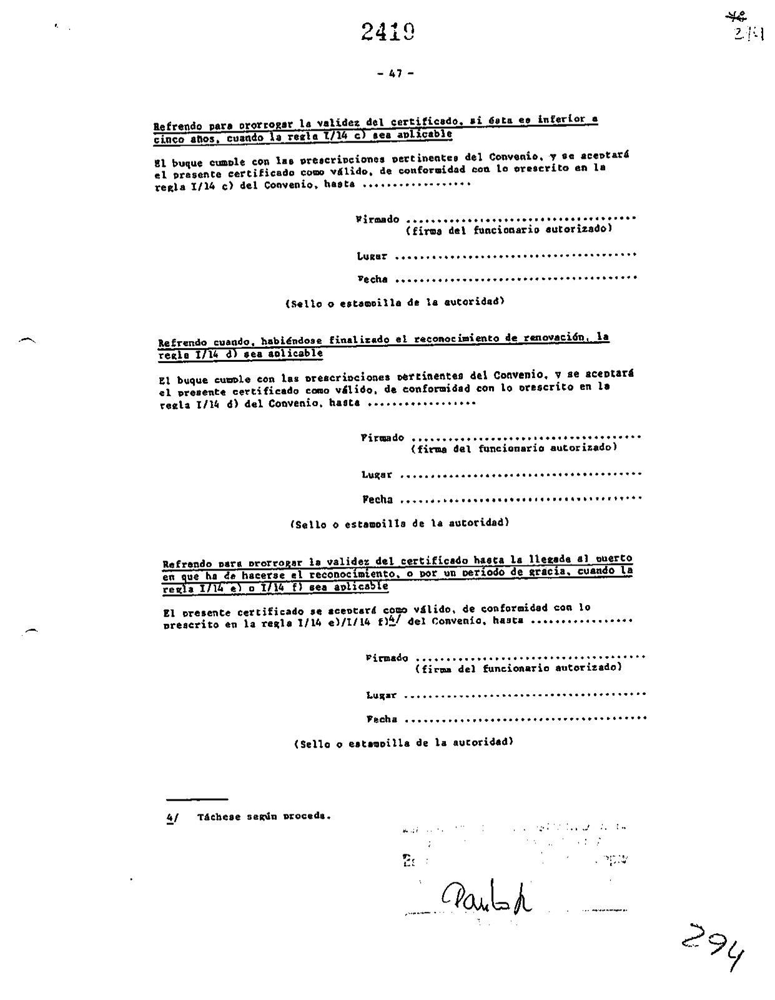 2419
- 47 -
Refrendo para prorrogar la validez del certificado, si ésta es inferior a
cinco años, cuando la regla I/14 c) sea aplicable
El buque cumple con las prescripciones pertinentes del Convenio, y se aceptará
el presente certificado como válido, de conformidad con lo prescrito en la
regla I/14 c) del Convenio, hasta ..................
Firmado ......................................
(firma del funcionario autorizado)
Lugar ........................................
Fecha ........................................
(Sello o estampilla de la autoridad)
Refrendo cuando, habiéndose finalizado el reconocimiento de renovación, la
regla I/14 d) sea aplicable
El buque cumple con las prescripciones pertinentes del Convenio, y se aceptará
el presente certificado como válido, de conformidad con lo prescrito en la
regla I/14 d) del Convenio, hasta ..................
Firmado ......................................
(firma del funcionario autorizado)
Lugar ........................................
Fecha ........................................
(Sello o estampilla de la autoridad)
Refrendo para prorrogar la validez del certificado hasta la llegada al puerto
en que ha de hacerse el reconocimiento, o por un período de gracia, cuando la
regla I/14 e) o I/14 f) sea aplicable
El presente certificado se aceptará como válido, de conformidad con lo
prescrito en la regla I/14 e)/I/14 f)4/ del Convenio, hasta .................
Firmado ......................................
(firma del funcionario autorizado)
Lugar ........................................
Fecha ........................................
(Sello o estampilla de la autoridad)
4/ Táchese según proceda.
294